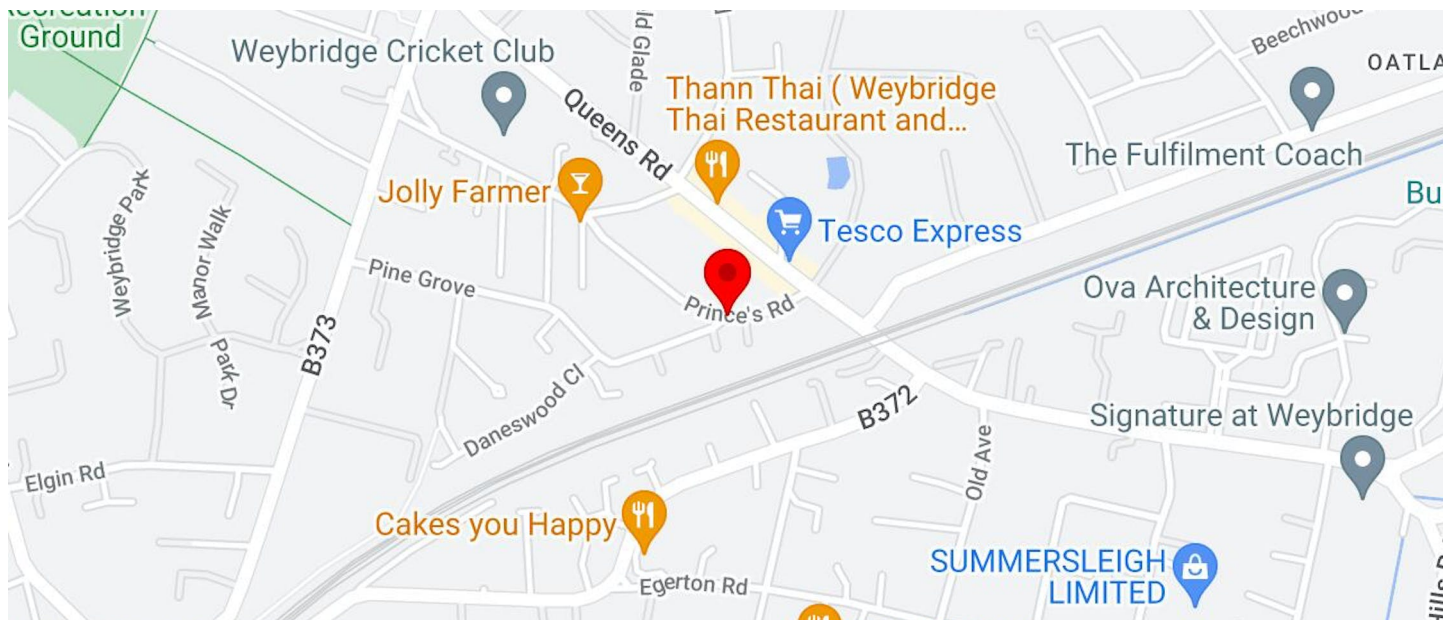 Recreation
Ground
Weybridge Cricket Club
Old Glade
Beechwood
OATLA
Queens Rd
Thann Thai ( Weybridge
Thai Restaurant and...
The Fulfilment Coach
Jolly Farmer
Bu
Weybridge Park
Manor Walk
Tesco Express
Pine Grove
Prince's Rd
Ova Architecture
& Design
B373
Park Dr
Daneswood Cl
B372
Signature at Weybridge
Elgin Rd
Old Ave
Cakes you Happy
SUMMERSLEIGH
LIMITED
Egerton Rd